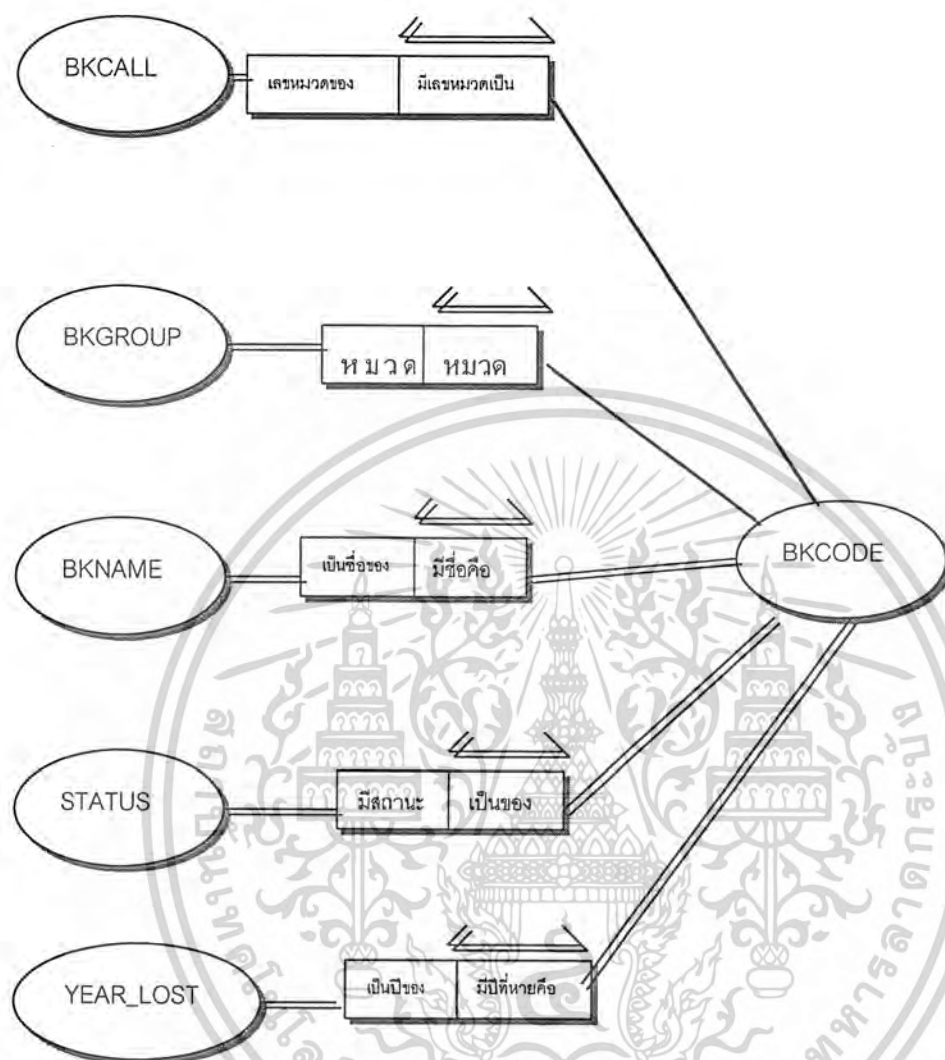 BKCALL
เลขหมวดของ
มีเลขหมวดเป็น
BKGROUP
หมวด
หมวด
BKNAME
เป็นชื่อของ
มีชื่อคือ
BKCODE
STATUS
มีสถานะ
เป็นของ
YEAR_LOST
เป็นปีของ
มีปีที่หายคือ